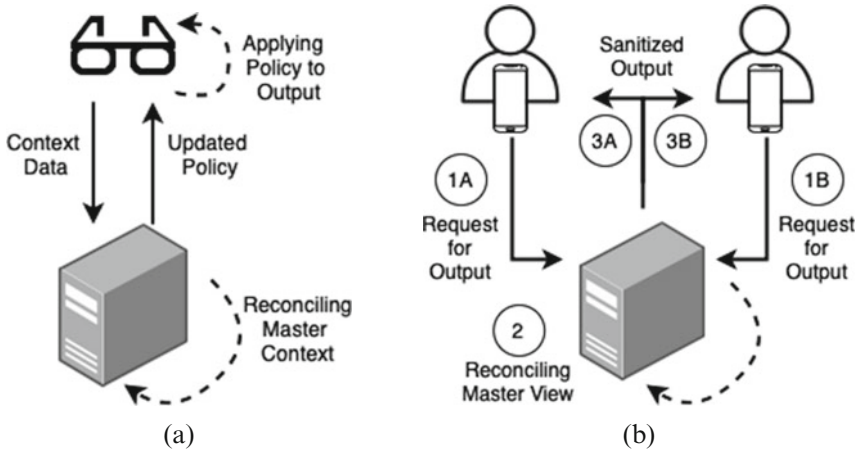 Applying
Policy to
Output
Context
Data
Updated
Policy
Reconciling
Master
Context
(a)
Sanitized
Output
3A
3B
1A
Request
for
Output
1B
Request
for
Output
2
Reconciling
Master View
(b)